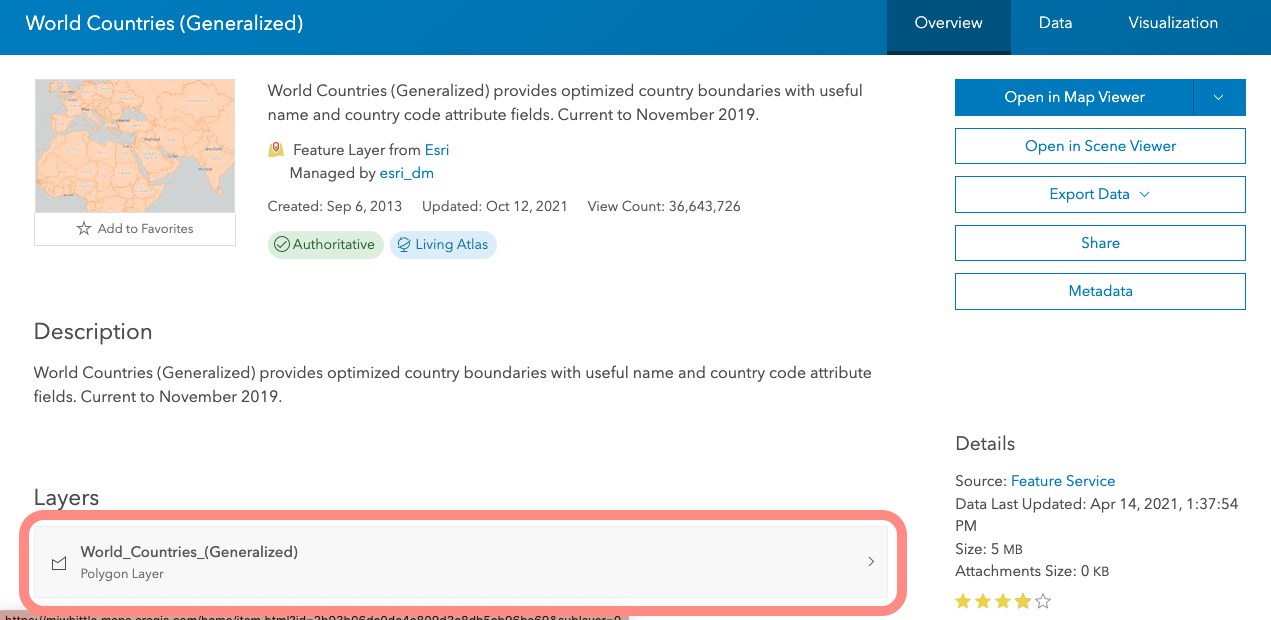 World Countries (Generalized)
Overview
Data
Visualization
World Countries (Generalized) provides optimized country boundaries with useful
name and country code attribute fields. Current to November 2019.
Feature Layer from Esri
Managed by esri_dm
Created: Sep 6, 2013 Updated: Oct 12, 2021 View Count: 36,643,726
Authoritative
Living Atlas
Add to Favorites
Open in Map Viewer
Open in Scene Viewer
Export Data
Share
Metadata
Description
World Countries (Generalized) provides optimized country boundaries with useful name and country code attribute
fields. Current to November 2019.
Layers
World_Countries_(Generalized)
Polygon Layer
Details
Source: Feature Service
Data Last Updated: Apr 14, 2021, 1:37:54
PM
Size: 5 MB
Attachments Size: 0 KB